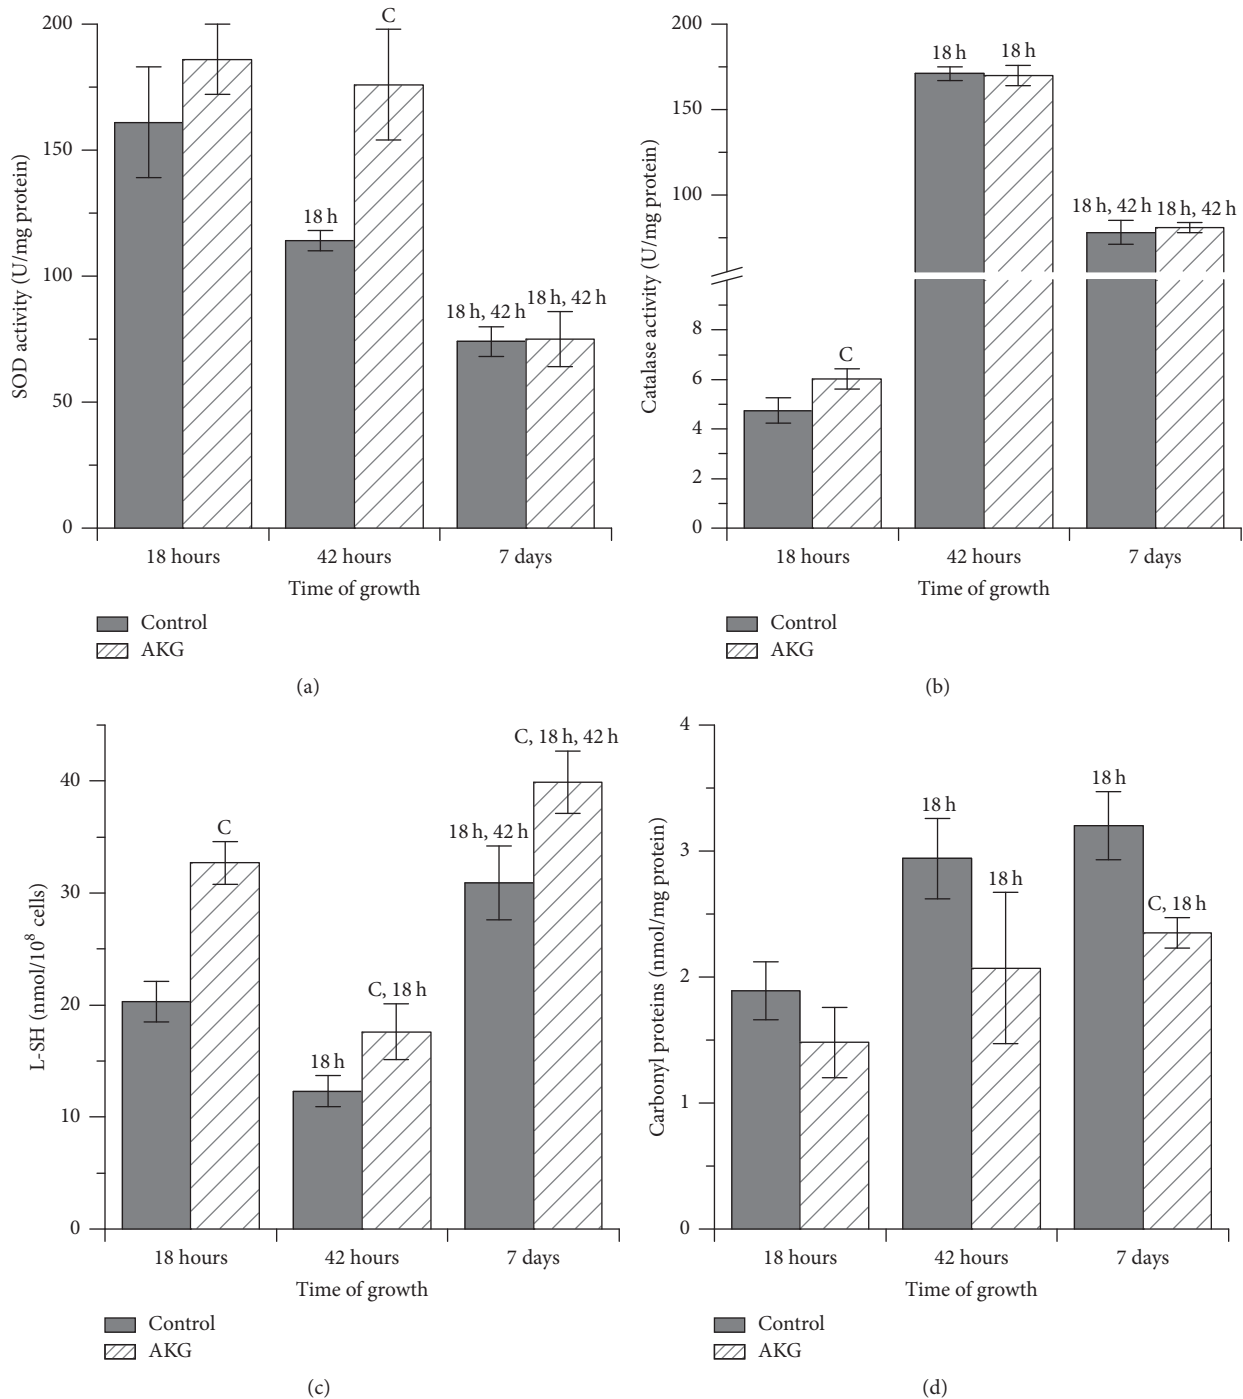 SOD activity (U/mg protein)
200
150
100
50
0
C
18 h
18 h, 42 h
18 h, 42 h
18 hours
42 hours
7 days
Time of growth
Control
AKG
(a)
Catalase activity (U/mg protein)
200
150
100
8
6
4
2
0
C
18 h
18 h
18 h, 42 h
18 h, 42 h
18 hours
42 hours
7 days
Time of growth
Control
AKG
(b)
L-SH (nmol/10⁸ cells)
40
30
20
10
0
C
18 h
C, 18 h
18 h, 42 h
C, 18 h, 42 h
18 hours
42 hours
7 days
Time of growth
Control
AKG
(c)
Carbonyl proteins (nmol/mg protein)
4
3
2
1
0
18 h
18 h
18 h
C, 18 h
18 hours
42 hours
7 days
Time of growth
Control
AKG
(d)